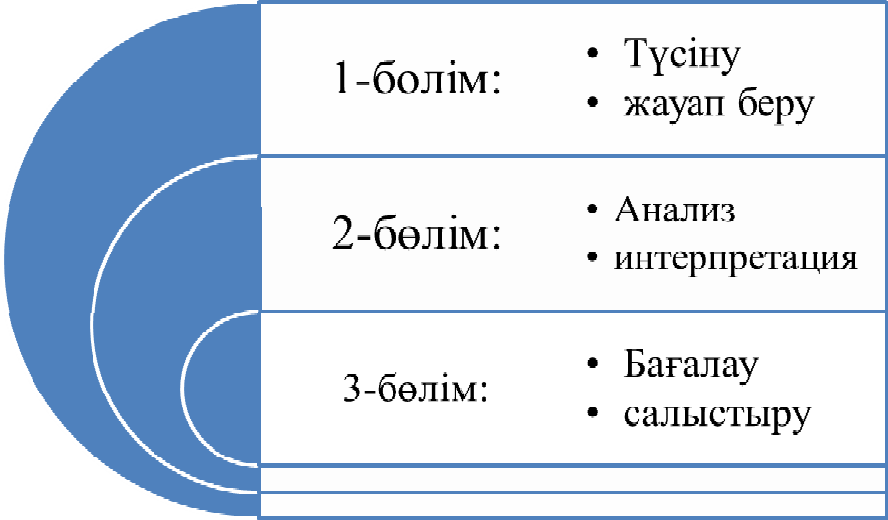 1-болім:
• Түсіну
• жауап беру
2-бөлім:
• Анализ
• интерпретация
3-бөлім:
• Бағалау
• салыстыру